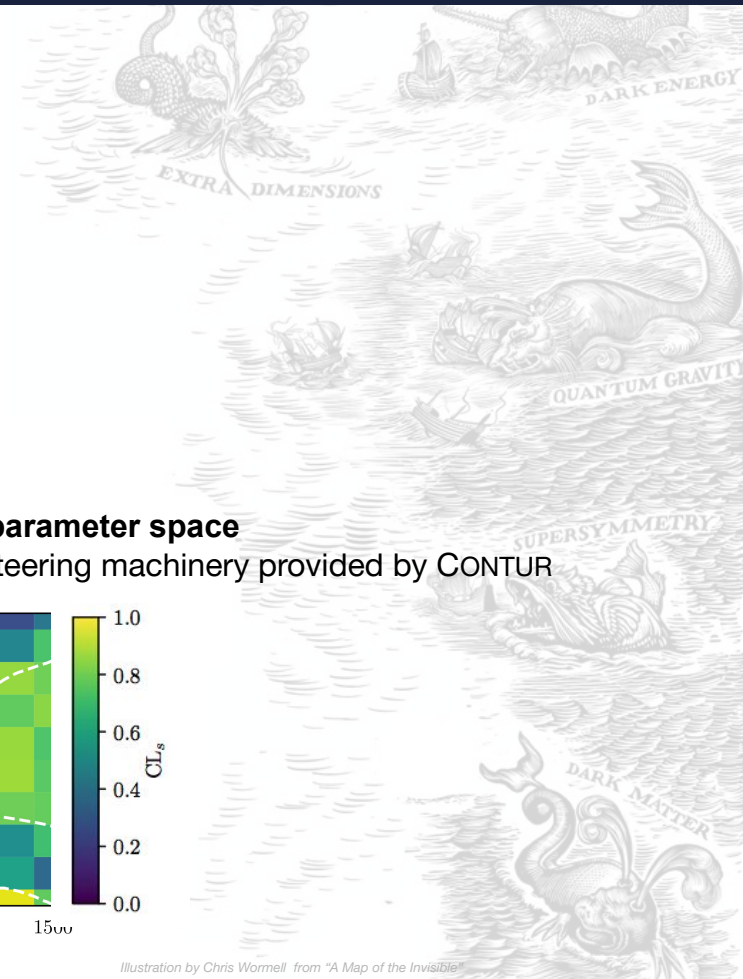 DARK ENERGY
EXTRA DIMENSIONS
QUANTUM GRAVITY
parameter space
SUPERSYMMETRY
teering machinery provided by CONTUR
1.0
0.8
0.6
CLs
0.4
DARK MATTER
0.2
0.0
Illustration by Chris Wormell from "A Map of the Invisible"